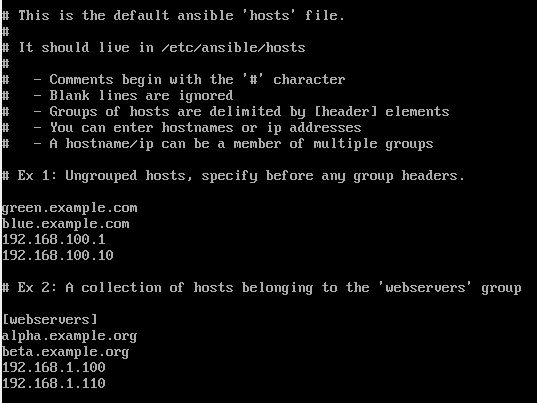 # This is the default ansible 'hosts' file.
#
# It should live in /etc/ansible/hosts
#
#   - Comments begin with the '#' character
#   - Blank lines are ignored
#   - Groups of hosts are delimited by [header] elements
#   - You can enter hostnames or ip addresses
#   - A hostname/ip can be a member of multiple groups

# Ex 1: Ungrouped hosts, specify before any group headers.

green.example.com
blue.example.com
192.168.100.1
192.168.100.10

# Ex 2: A collection of hosts belonging to the 'webservers' group

[webservers]
alpha.example.org
beta.example.org
192.168.1.100
192.168.1.110